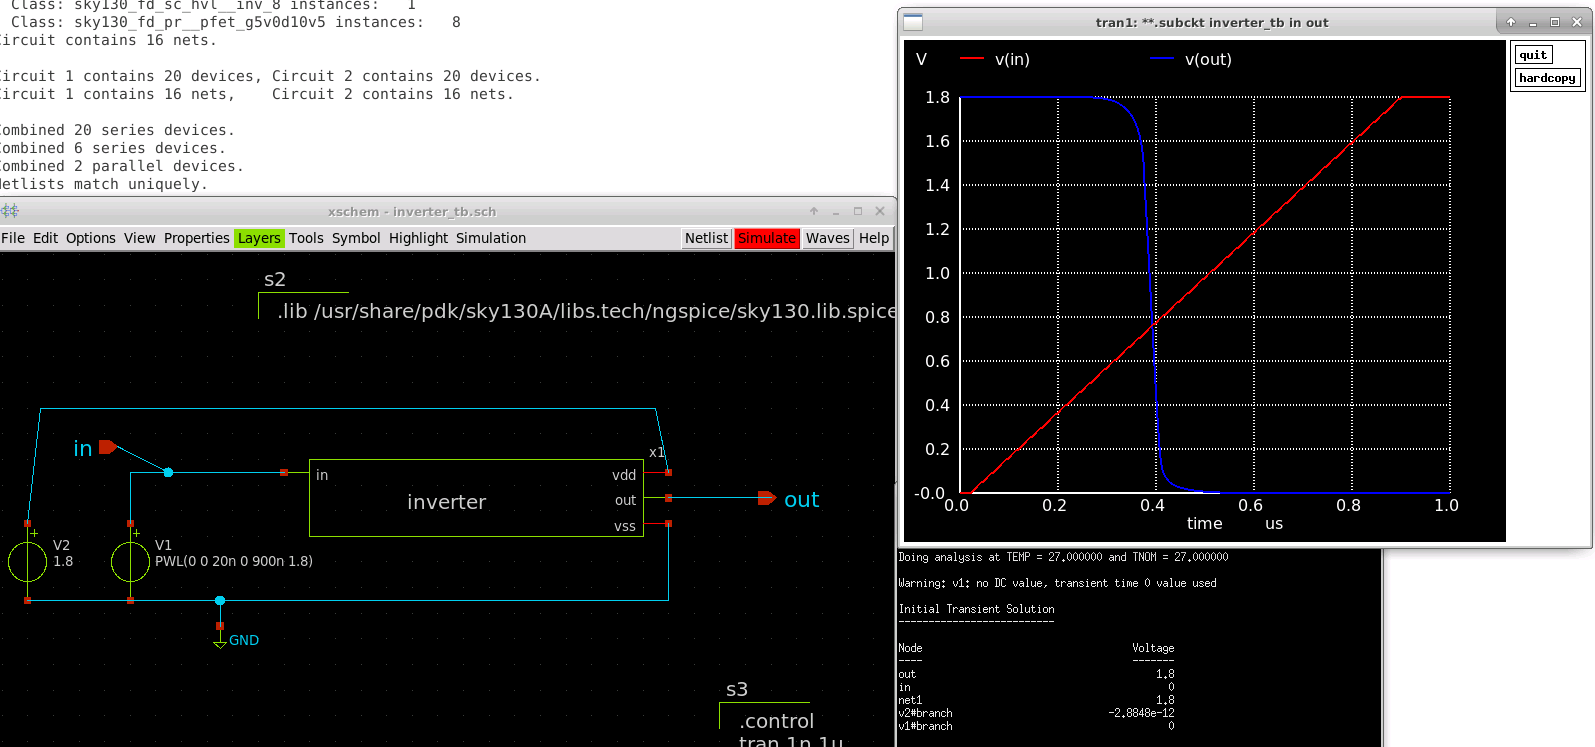 Class: sky130_fd_sc_hvl__inv_8 instances:   1
Class: sky130_fd_pr__pfet_g5v0d10v5 instances:   8
Circuit contains 16 nets.
Circuit 1 contains 20 devices, Circuit 2 contains 20 devices.
Circuit 1 contains 16 nets,    Circuit 2 contains 16 nets.
Combined 20 series devices.
Combined 6 series devices.
Combined 2 parallel devices.
Netlists match uniquely.
xschem - inverter_tb.sch
File Edit Options View Properties Layers Tools Symbol Highlight Simulation Netlist Simulate Waves Help
s2
.lib /usr/share/pdk/sky130A/libs.tech/ngspice/sky130.lib.spice
in
x1
in
vdd
inverter
out
out
vss
V2
1.8
V1
PWL(0 0 20n 0 900n 1.8)
GND
s3
.control
tran 1n 1u
tran1: **.subckt inverter_tb in out
quit
hardcopy
V v(in) v(out)
1.8
1.6
1.4
1.2
1.0
0.8
0.6
0.4
0.2
-0.0
0.0 0.2 0.4 0.6 0.8 1.0
time us
Doing analysis at TEMP = 27.000000 and TNOM = 27.000000
Warning: v1: no DC value, transient time 0 value used
Initial Transient Solution
--------------------------
Node Voltage
---- -------
out 1.8
in 0
net1 1.8
v2#branch -2.8848e-12
v1#branch 0